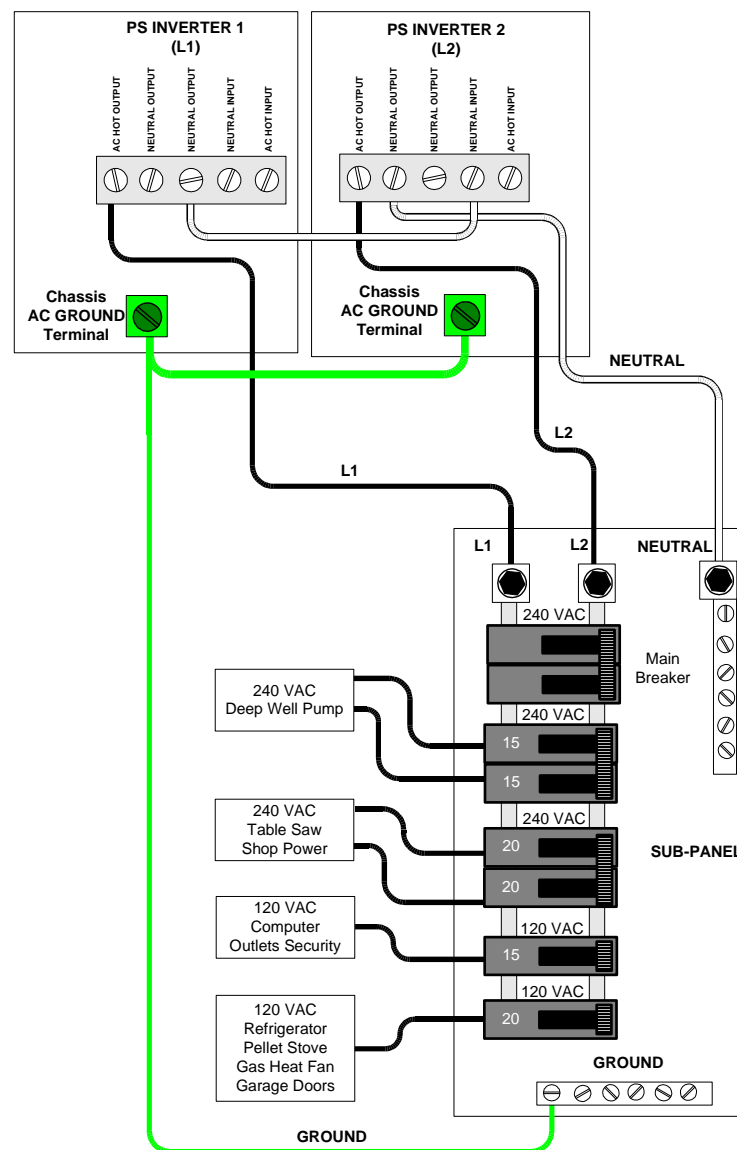 PS INVERTER 1
(L1)
AC HOT OUTPUT
NEUTRAL OUTPUT
NEUTRAL OUTPUT
NEUTRAL INPUT
AC HOT INPUT
PS INVERTER 2
(L2)
AC HOT OUTPUT
NEUTRAL OUTPUT
NEUTRAL OUTPUT
NEUTRAL INPUT
AC HOT INPUT
Chassis
AC GROUND
Terminal
Chassis
AC GROUND
Terminal
NEUTRAL
L2
L1
L1
L2
NEUTRAL
240 VAC
Main
Breaker
240 VAC
Deep Well Pump
240 VAC
15
15
240 VAC
Table Saw
Shop Power
240 VAC
20
20
SUB-PANEL
120 VAC
Computer
Outlets Security
120 VAC
15
120 VAC
Refrigerator
Pellet Stove
Gas Heat Fan
Garage Doors
120 VAC
20
GROUND
GROUND